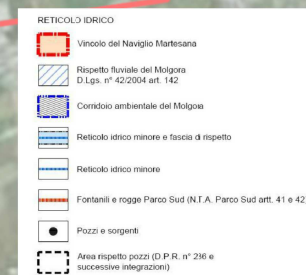 RETICOLO IDRICO
Vincolo del Naviglio Martesana
Rispetto fluviale del Molgora
D.Lgs. n° 42/2004 art. 142
Corridoio ambientale del Molgora
Reticolo idrico minore e fascia di rispetto
Reticolo idrico minore
Fontanili e rogge Parco Sud (N.T.A. Parco Sud artt. 41 e 42)
Pozzi e sorgenti
Area rispetto pozzi (D.P.R. n° 236 e
successive integrazioni)